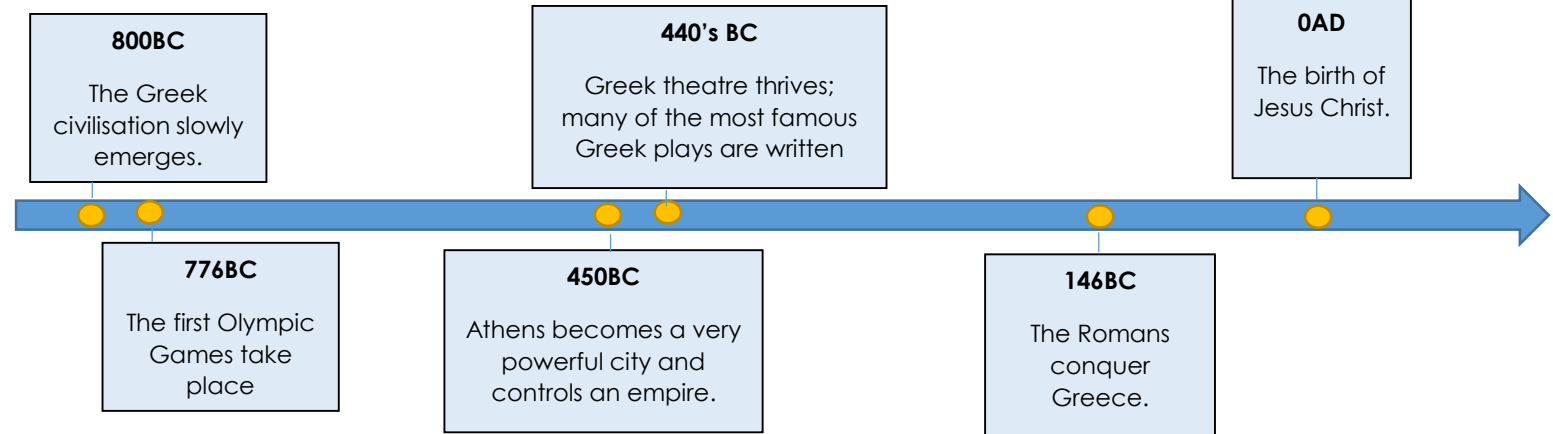 800BC
The Greek
civilisation slowly
emerges.
440’s BC
Greek theatre thrives;
many of the most famous
Greek plays are written
0AD
The birth of
Jesus Christ.
776BC
The first Olympic
Games take
place
450BC
Athens becomes a very
powerful city and
controls an empire.
146BC
The Romans
conquer
Greece.